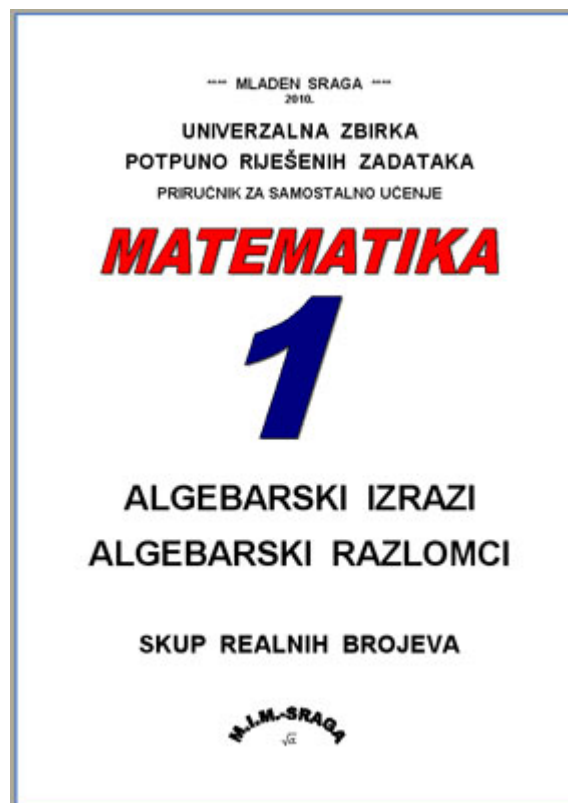 **** MLADEN SRAGA ****
2010.
UNIVERZALNA ZBIRKA
POTPUNO RIJEŠENIH ZADATAKA
PRIRUČNIK ZA SAMOSTALNO UČENJE
MATEMATIKA
1
ALGEBARSKI IZRAZI
ALGEBARSKI RAZLOMCI
SKUP REALNIH BROJEVA
M.I.M.-SRAGA
√α